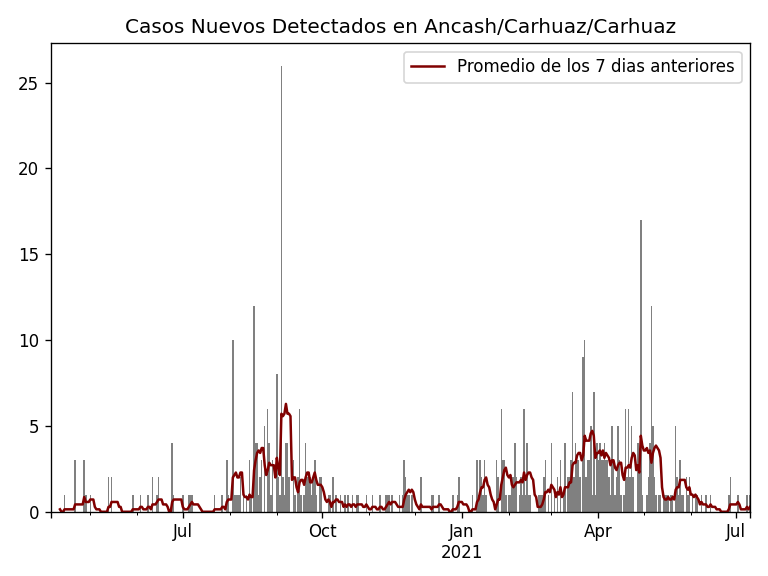 Casos Nuevos Detectados en Ancash/Carhuaz/Carhuaz
Promedio de los 7 dias anteriores
25
20
15
10
5
0
Jul Oct Jan Apr Jul
2021